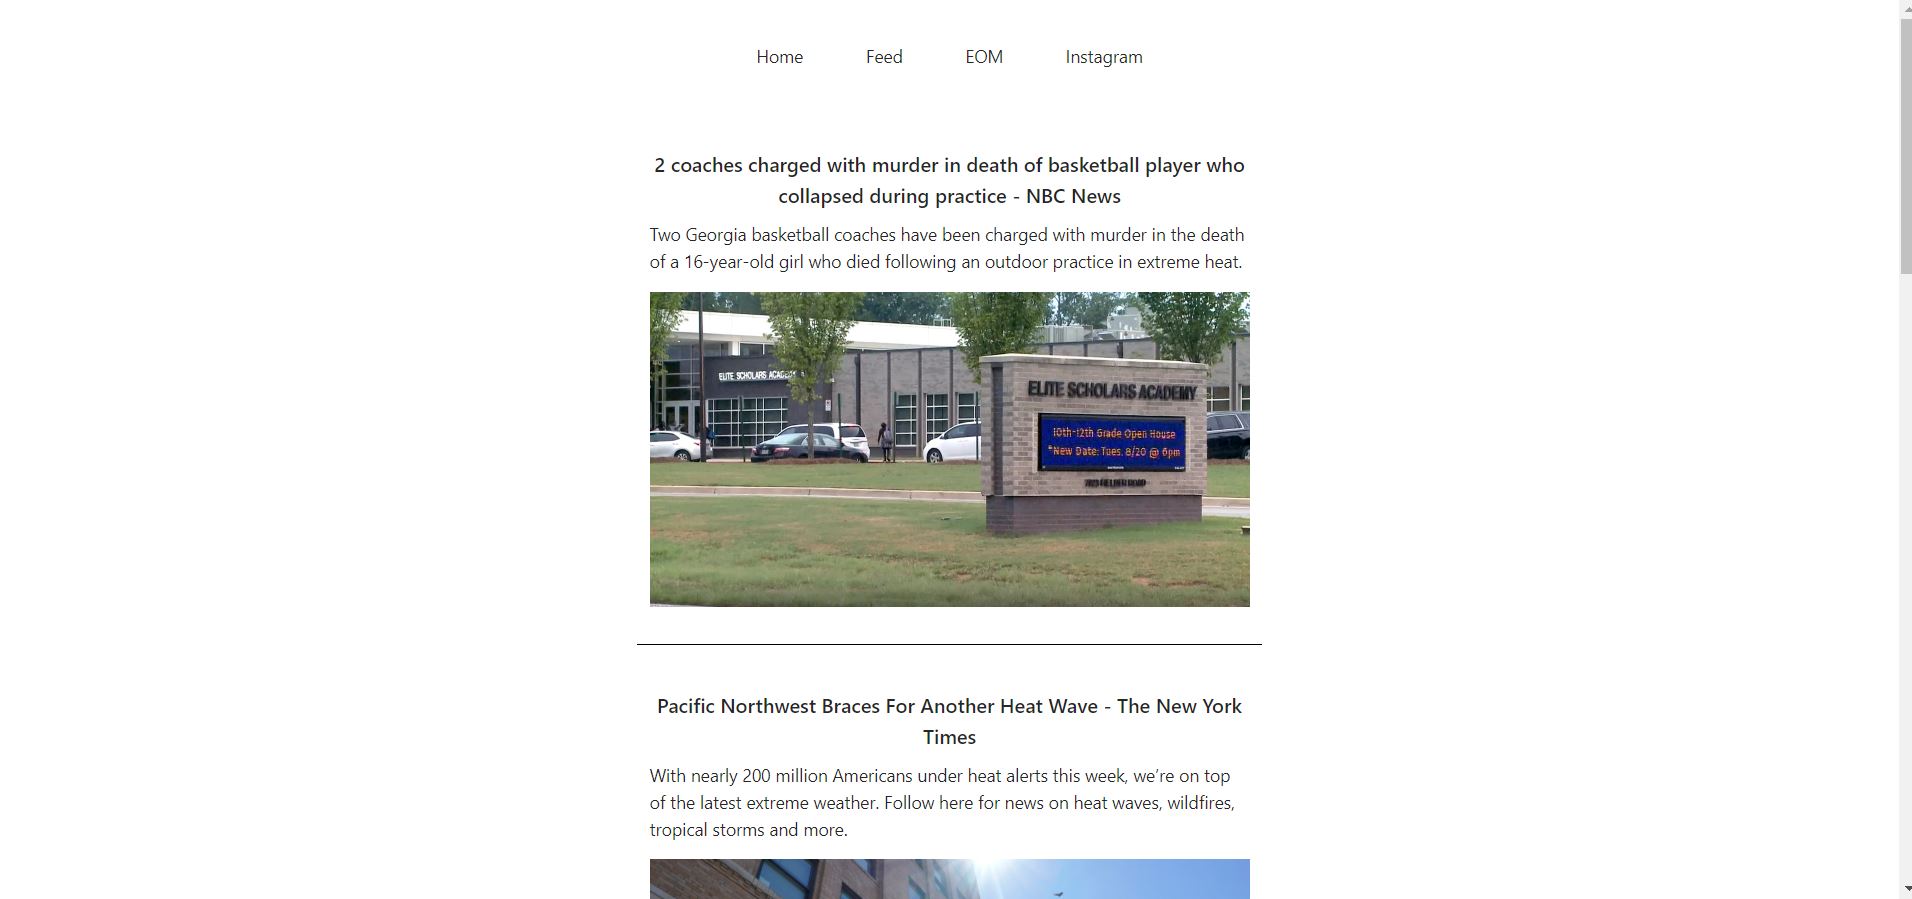 Home Feed EOM Instagram
2 coaches charged with murder in death of basketball player who
collapsed during practice - NBC News
Two Georgia basketball coaches have been charged with murder in the death
of a 16-year-old girl who died following an outdoor practice in extreme heat.
ELITE SCHOLARS ACADEMY
ELITE SCHOLARS ACADEMY
10th-12th Grade Open House
*New Date: Tues. 8/20 @ 6pm
Pacific Northwest Braces For Another Heat Wave - The New York
Times
With nearly 200 million Americans under heat alerts this week, we’re on top
of the latest extreme weather. Follow here for news on heat waves, wildfires,
tropical storms and more.